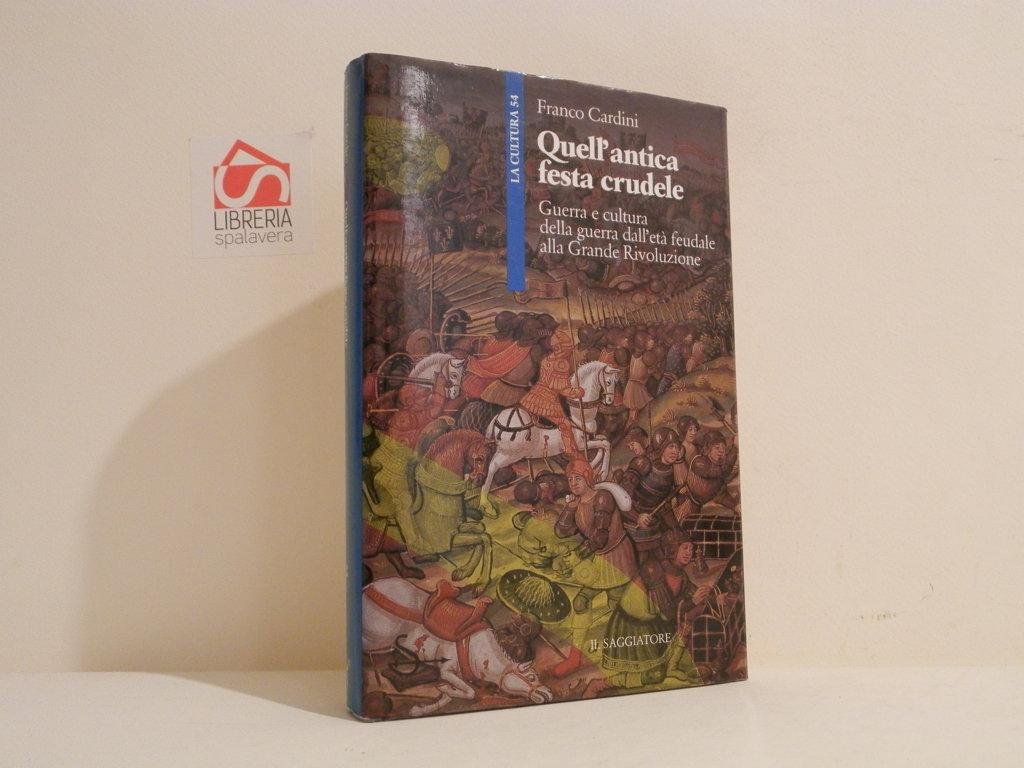 LIBRERIA
spalavera
LA CULTURA 54
Franco Cardini
Quell'antica
festa crudele
Guerra e cultura
della guerra dall'età feudale
alla Grande Rivoluzione
IL SAGGIATORE